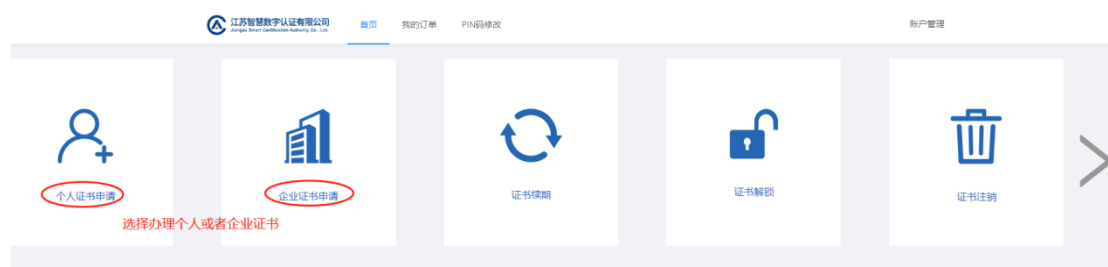 江苏智慧数字认证有限公司
Jiangsu Smart Certification Authority Co., Ltd.
首页 我的订单 PIN码修改 账户管理
个人证书申请 企业证书申请 证书续期 证书解锁 证书注销
选择办理个人或者企业证书